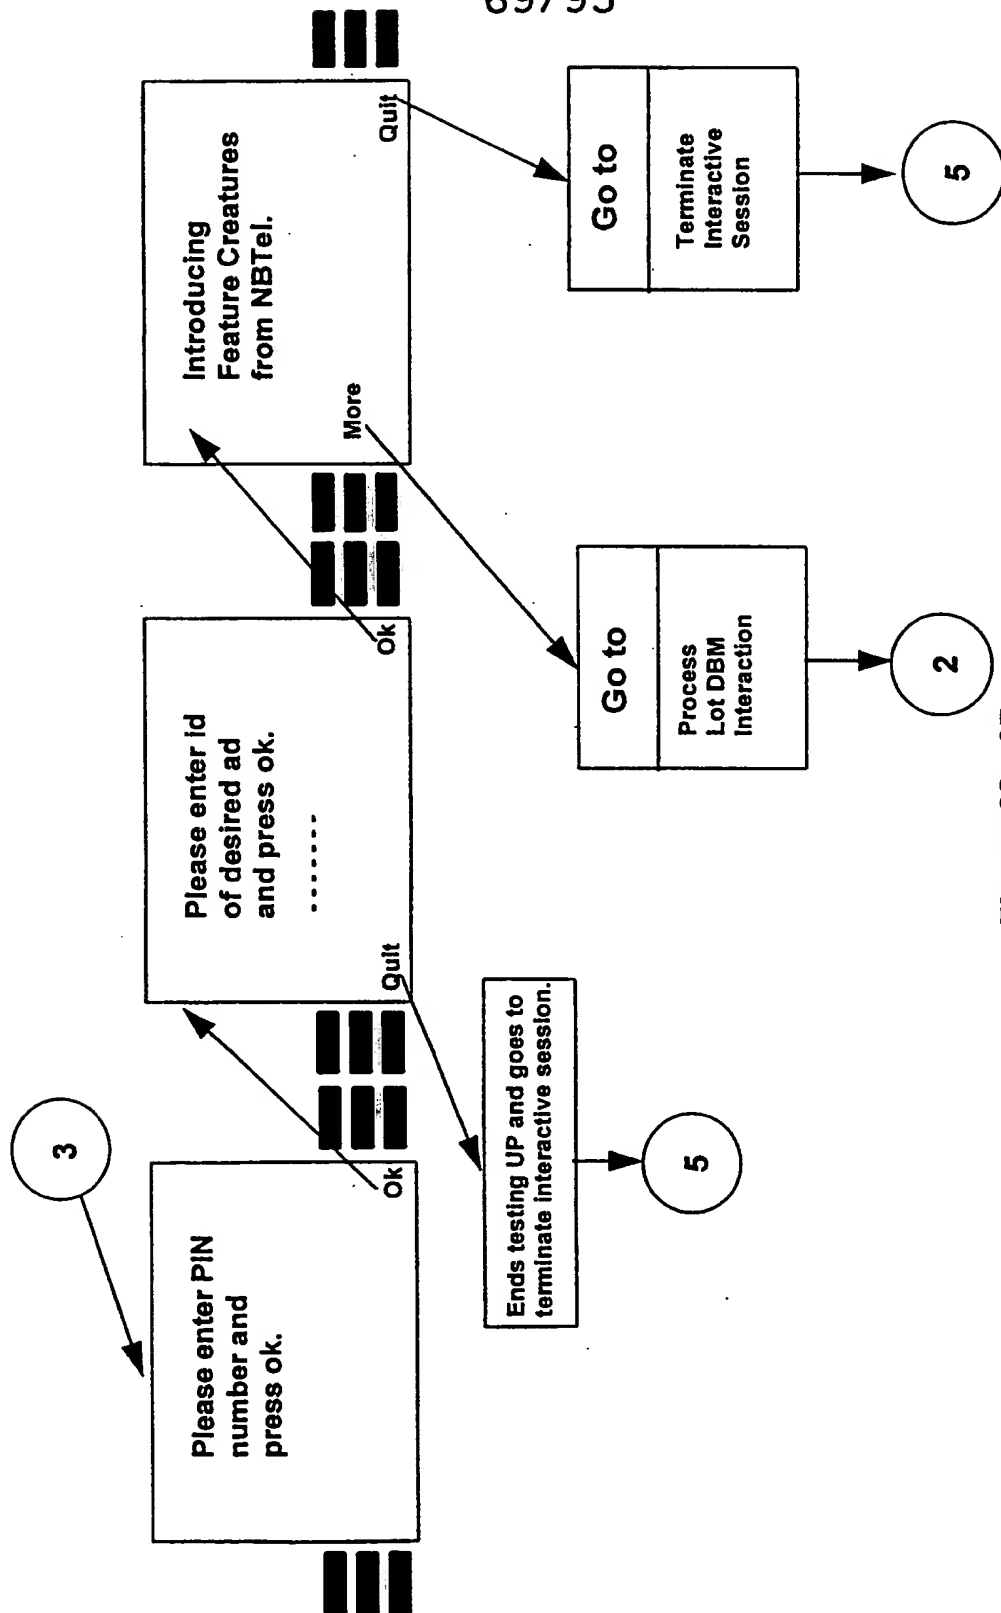 69/95
3
Please enter PIN
number and
press ok.
Ok
Please enter id
of desired ad
and press ok.
-------
Quit
Ok
Introducing
Feature Creatures
from NBTel.
More
Quit
Ends testing UP and goes to
terminate interactive session.
5
Go to
Process
Lot DBM
Interaction
2
Go to
Terminate
Interactive
Session
5